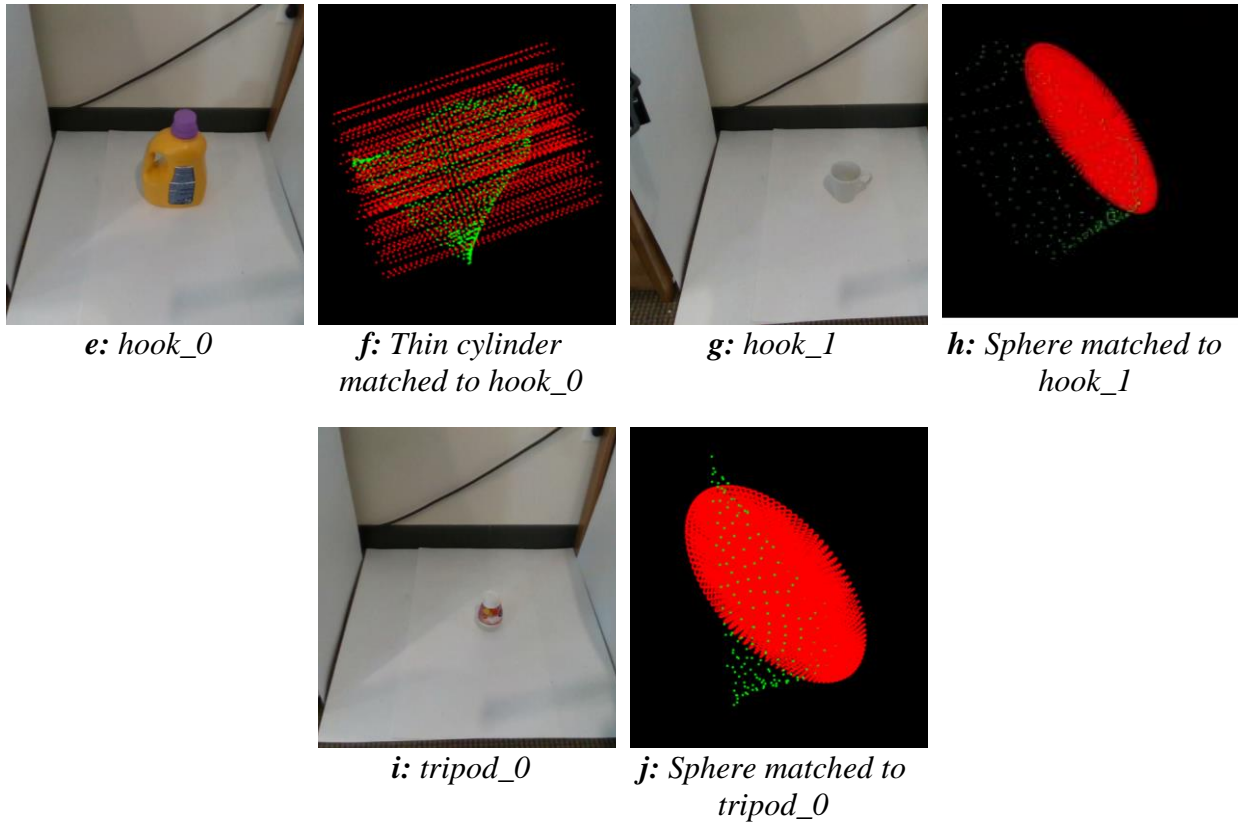 e: hook_0
f: Thin cylinder
matched to hook_0
g: hook_1
h: Sphere matched to
hook_1
i: tripod_0
j: Sphere matched to
tripod_0